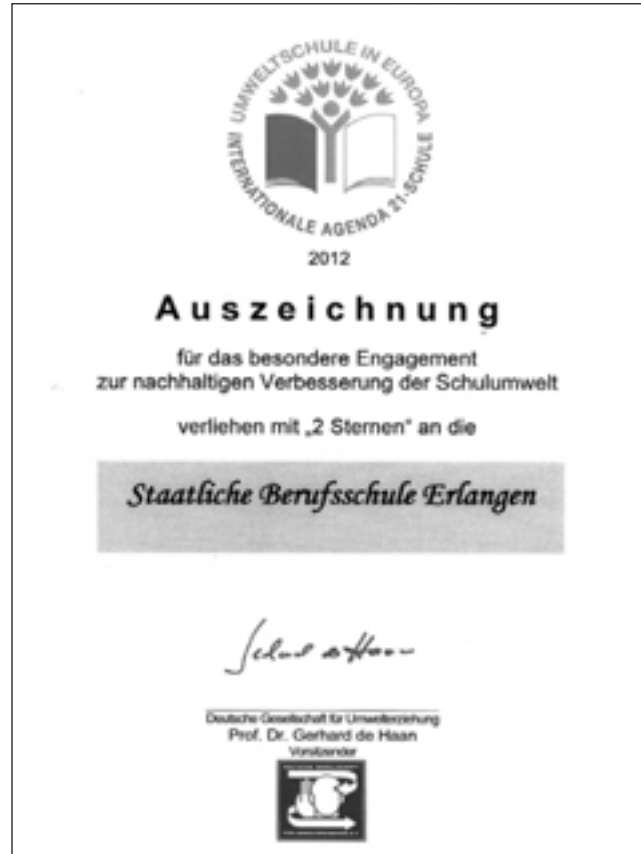 UMWELTSCHULE IN EUROPA
INTERNATIONALE AGENDA 21-SCHULE
2012
Auszeichnung
für das besondere Engagement
zur nachhaltigen Verbesserung der Schulumwelt
verliehen mit „2 Sternen" an die
Staatliche Berufsschule Erlangen
Deutsche Gesellschaft für Umwelterziehung
Prof. Dr. Gerhard de Haan
Vorsitzender